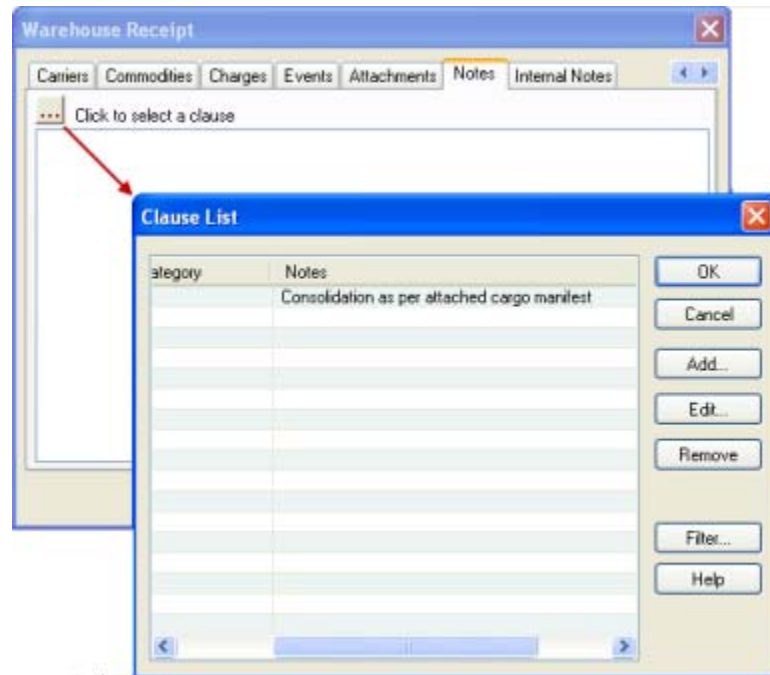 Warehouse Receipt
Carriers Commodities Charges Events Attachments Notes Internal Notes
... Click to select a clause
Clause List
ategory Notes
Consolidation as per attached cargo manifest
OK
Cancel
Add...
Edit...
Remove
Filter...
Help